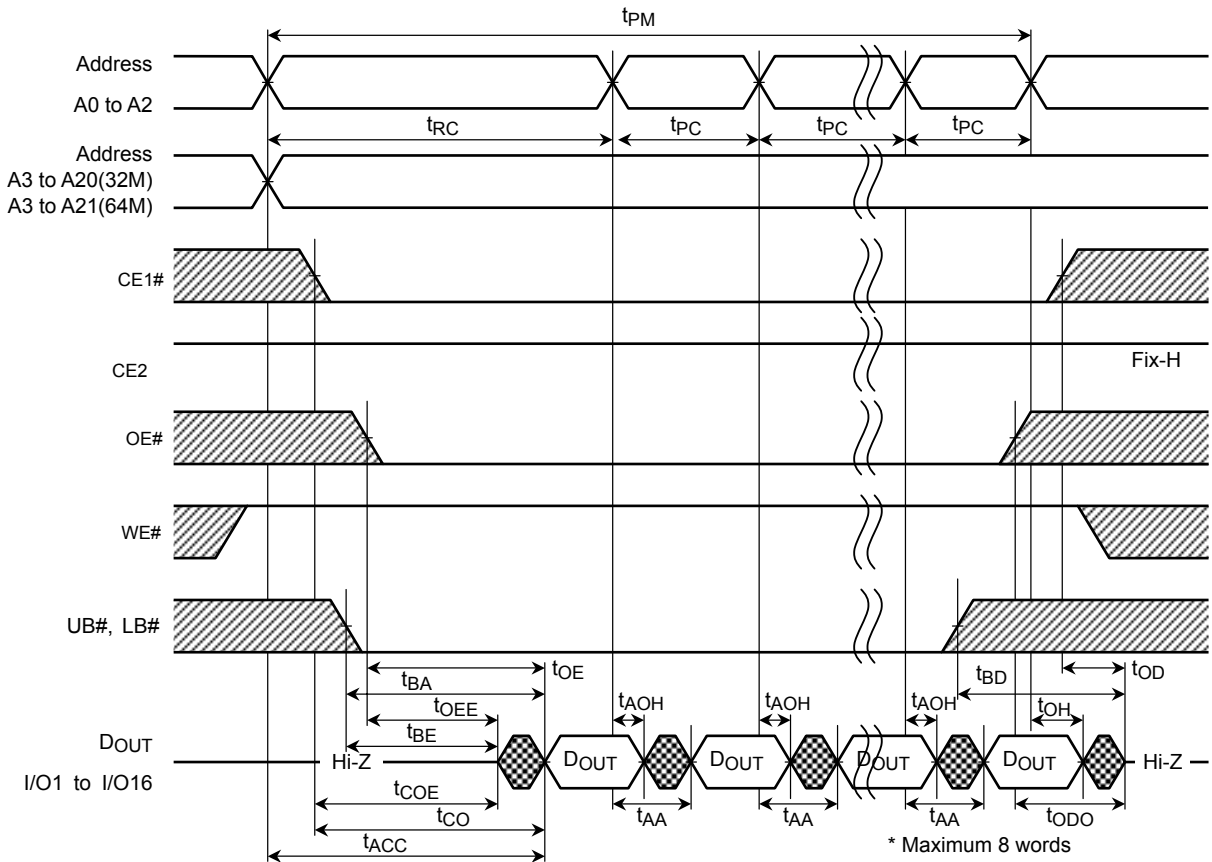 tPM
Address
A0 to A2
tRC
tPC
tPC
tPC
Address
A3 to A20(32M)
A3 to A21(64M)
CE1#
CE2
Fix-H
OE#
WE#
UB#, LB#
tOE
tOD
tBA
tBD
tOEE
tAOH
tAOH
tAOH
tOH
tBE
DOUT
I/O1 to I/O16
Hi-Z
DOUT
DOUT
DOUT
DOUT
Hi-Z
tCOE
tAA
tAA
tAA
tODO
tCO
tACC
* Maximum 8 words